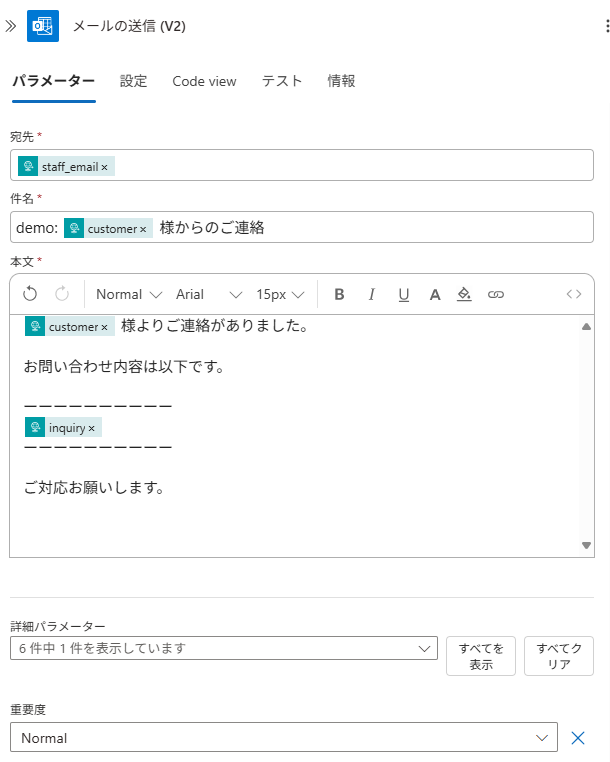 メールの送信 (V2)
パラメーター 設定 Code view テスト 情報
宛先 *
staff_email ×
件名 *
demo: customer × 様からのご連絡
本文 *
Normal Arial 15px B I U A
customer × 様よりご連絡がありました。
お問い合わせ内容は以下です。
ーーーーーーーーーー
inquiry ×
ーーーーーーーーーー
ご対応お願いします。
詳細パラメーター
6 件中 1 件を表示しています
すべてを
表示
すべてク
リア
重要度
Normal